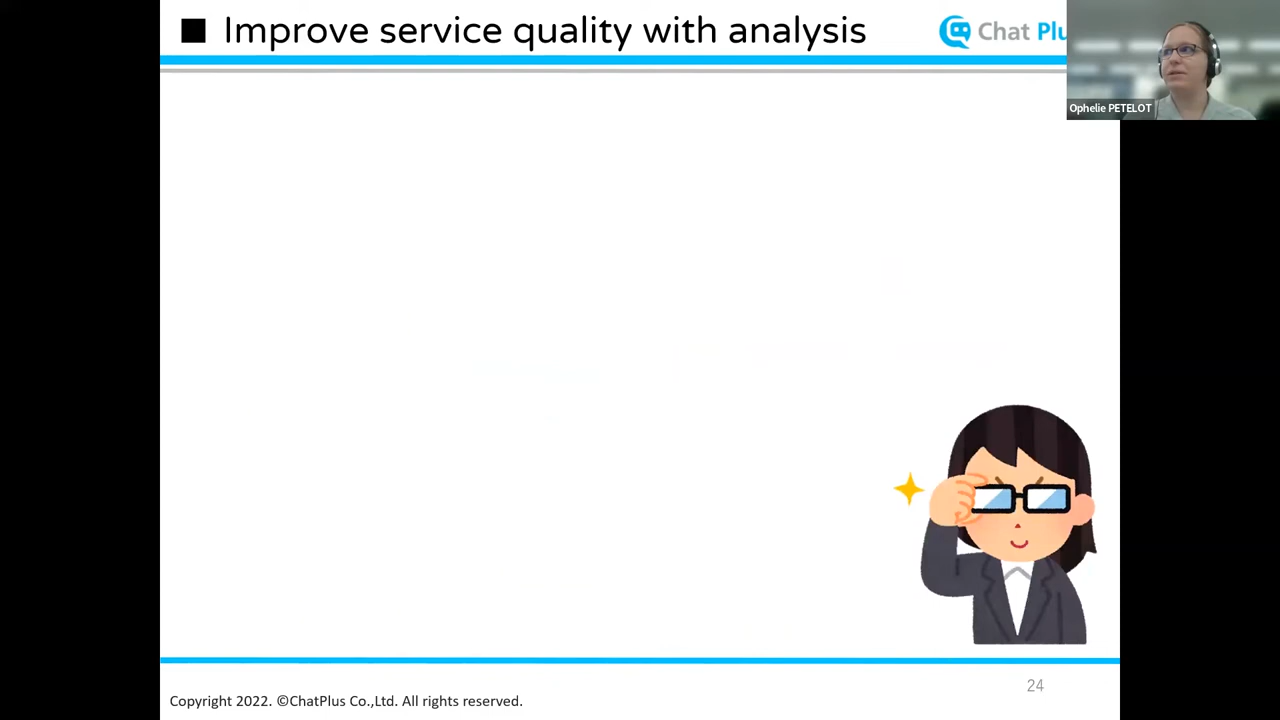 ■ Improve service quality with analysis
Chat Plu
Ophelie PETELOT
24
Copyright 2022. ©ChatPlus Co.,Ltd. All rights reserved.